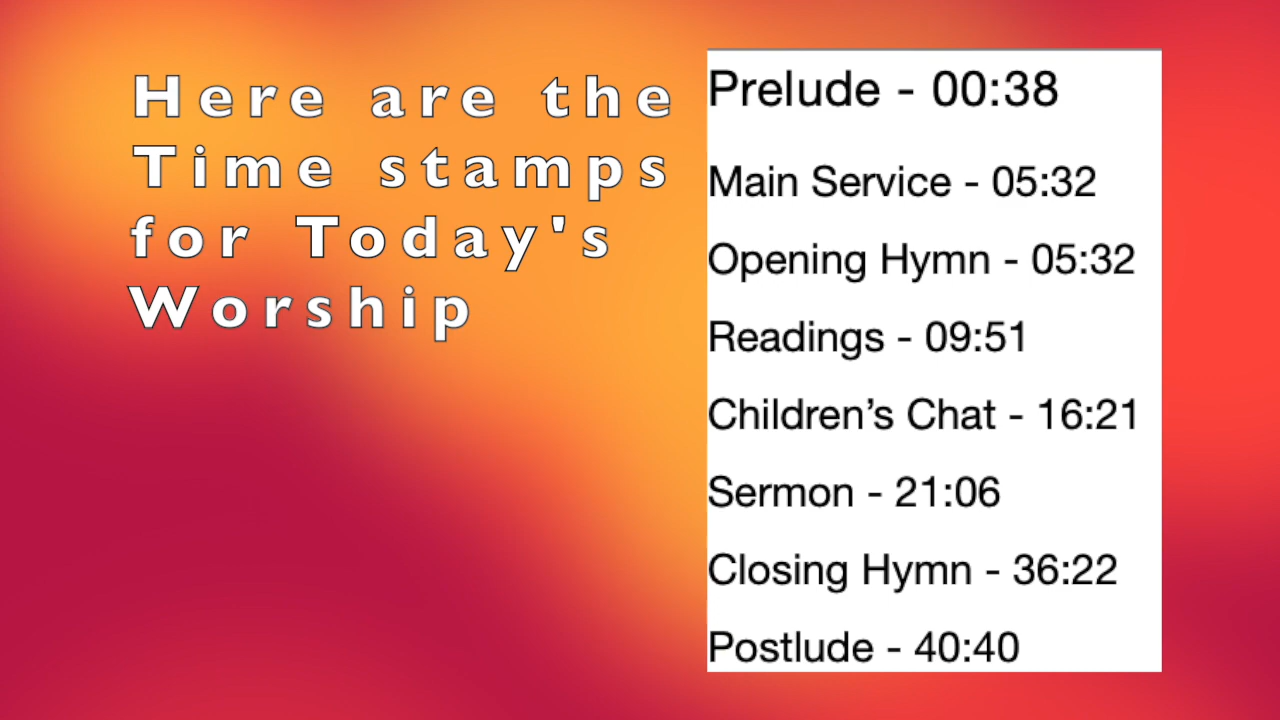 Here are the
Time stamps
for Today's
Worship
Prelude - 00:38
Main Service - 05:32
Opening Hymn - 05:32
Readings - 09:51
Children’s Chat - 16:21
Sermon - 21:06
Closing Hymn - 36:22
Postlude - 40:40